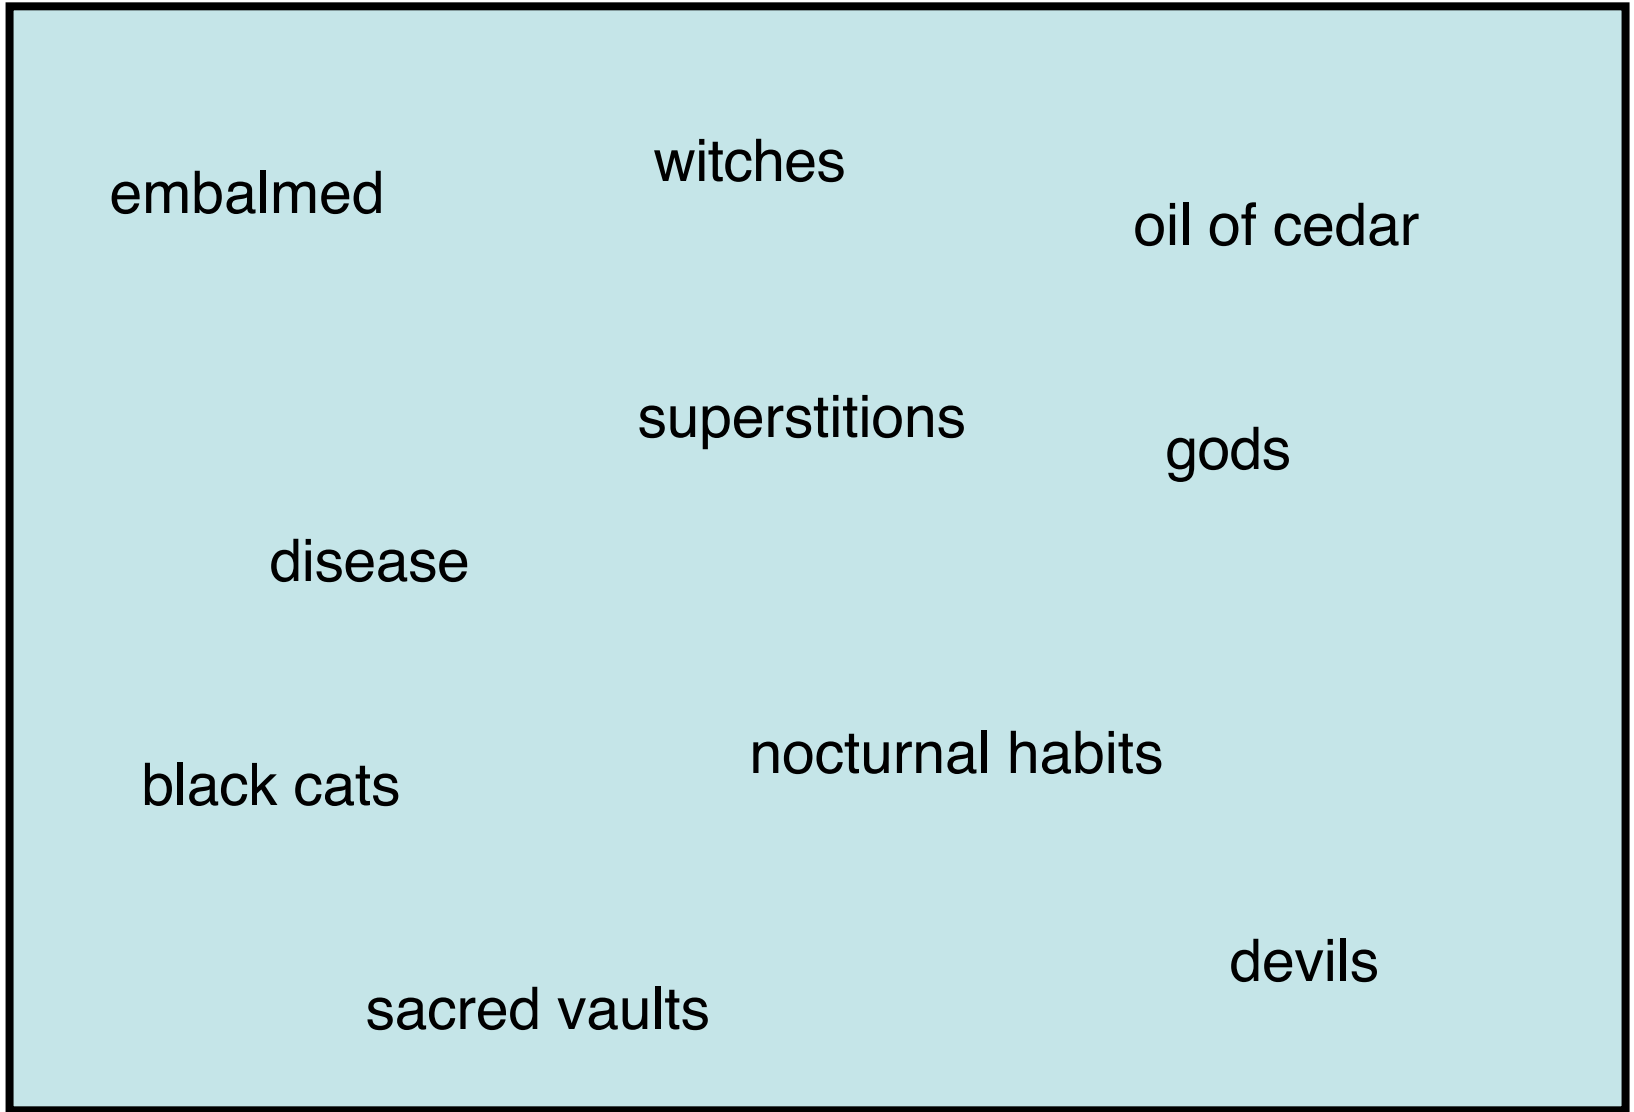 embalmed
witches
oil of cedar
superstitions
gods
disease
nocturnal habits
black cats
devils
sacred vaults